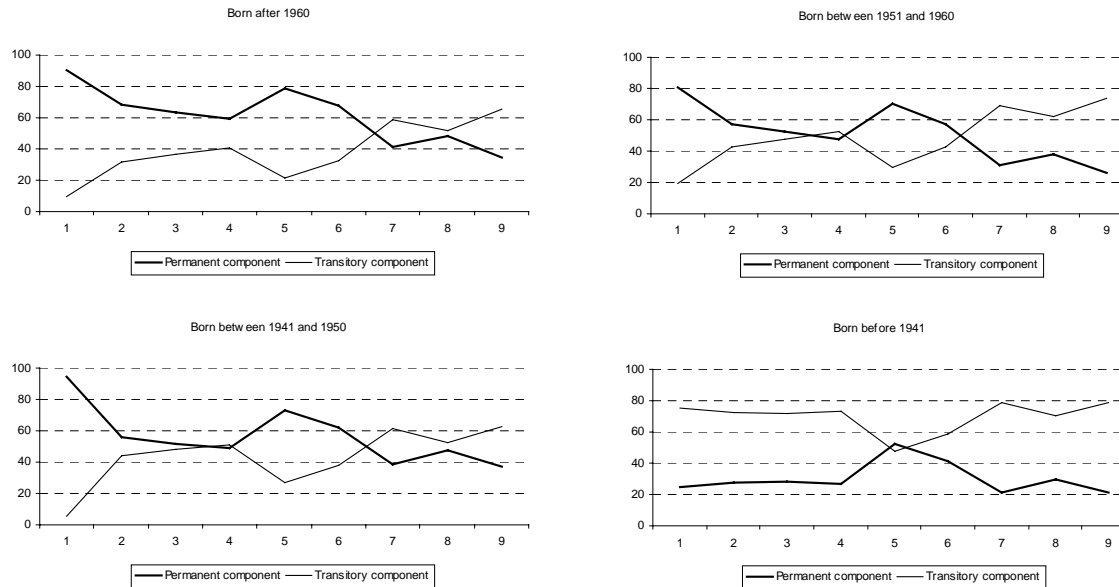 Born after 1960
100
80
60
40
20
0
1 2 3 4 5 6 7 8 9
Permanent component Transitory component
Born between 1951 and 1960
100
80
60
40
20
0
1 2 3 4 5 6 7 8 9
Permanent component Transitory component
Born between 1941 and 1950
100
80
60
40
20
0
1 2 3 4 5 6 7 8 9
Permanent component Transitory component
Born before 1941
100
80
60
40
20
0
1 2 3 4 5 6 7 8 9
Permanent component Transitory component